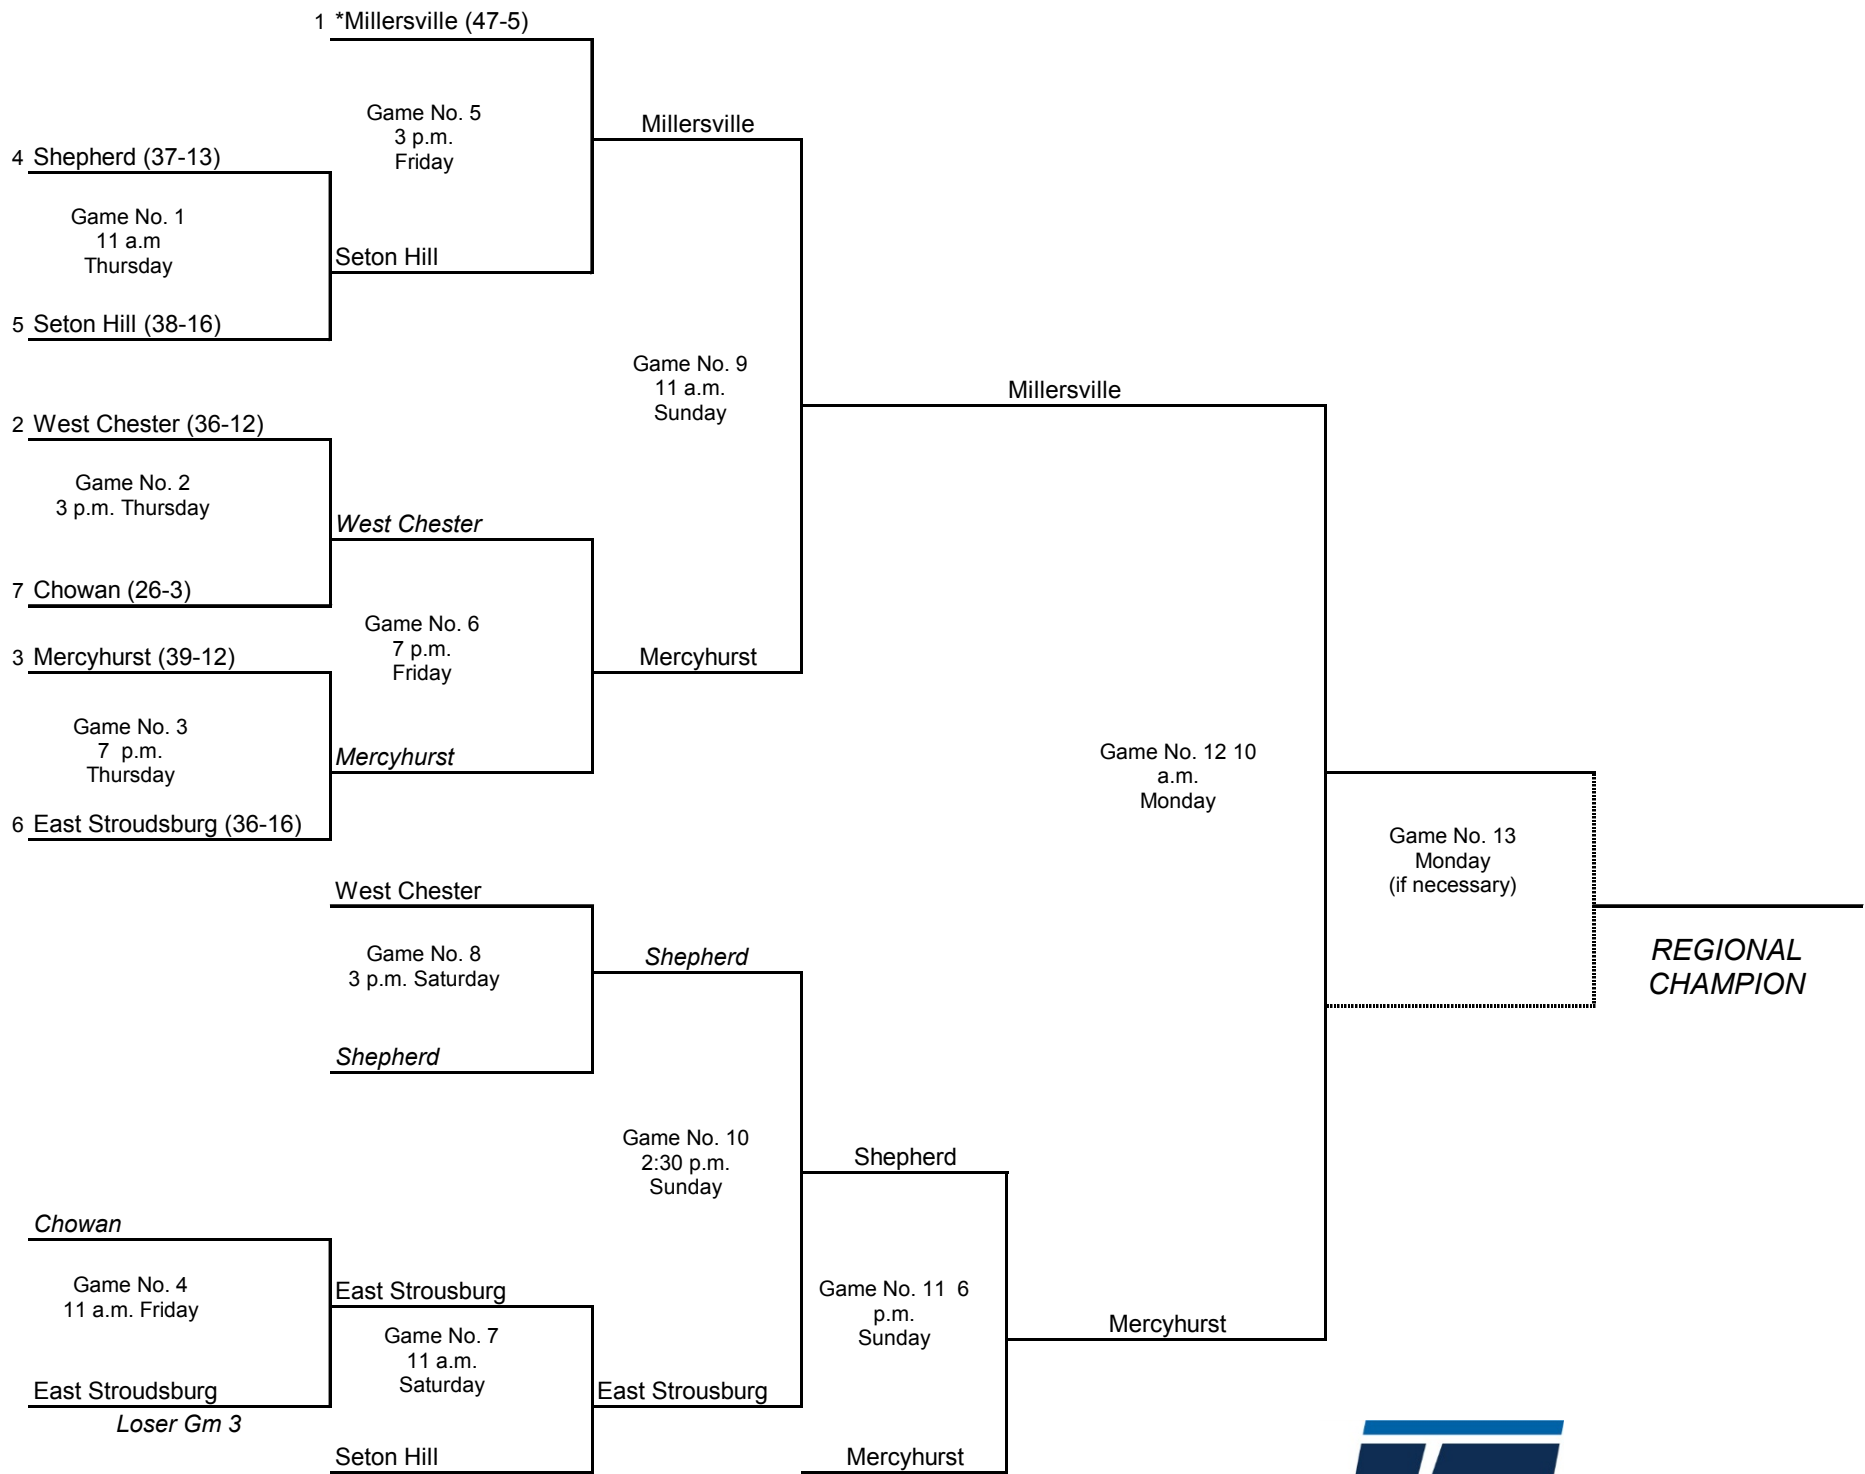 1 *Millersville (47-5)
Game No. 5
3 p.m.
Friday
Millersville
4 Shepherd (37-13)
Game No. 1
11 a.m
Thursday
Seton Hill
5 Seton Hill (38-16)
Game No. 9
11 a.m.
Sunday
Millersville
2 West Chester (36-12)
Game No. 2
3 p.m. Thursday
West Chester
7 Chowan (26-3)
Game No. 6
7 p.m.
Friday
3 Mercyhurst (39-12)
Mercyhurst
Game No. 3
7 p.m.
Thursday
Mercyhurst
6 East Stroudsburg (36-16)
Game No. 12 10
a.m.
Monday
Game No. 13
Monday
(if necessary)
REGIONAL
CHAMPION
West Chester
Game No. 8
3 p.m. Saturday
Shepherd
Shepherd
Game No. 10
2:30 p.m.
Sunday
Shepherd
Chowan
Game No. 4
11 a.m. Friday
East Strousburg
Game No. 7
11 a.m.
Saturday
Game No. 11 6
p.m.
Sunday
Mercyhurst
East Stroudsburg
Loser Gm 3
East Strousburg
Seton Hill
Mercyhurst